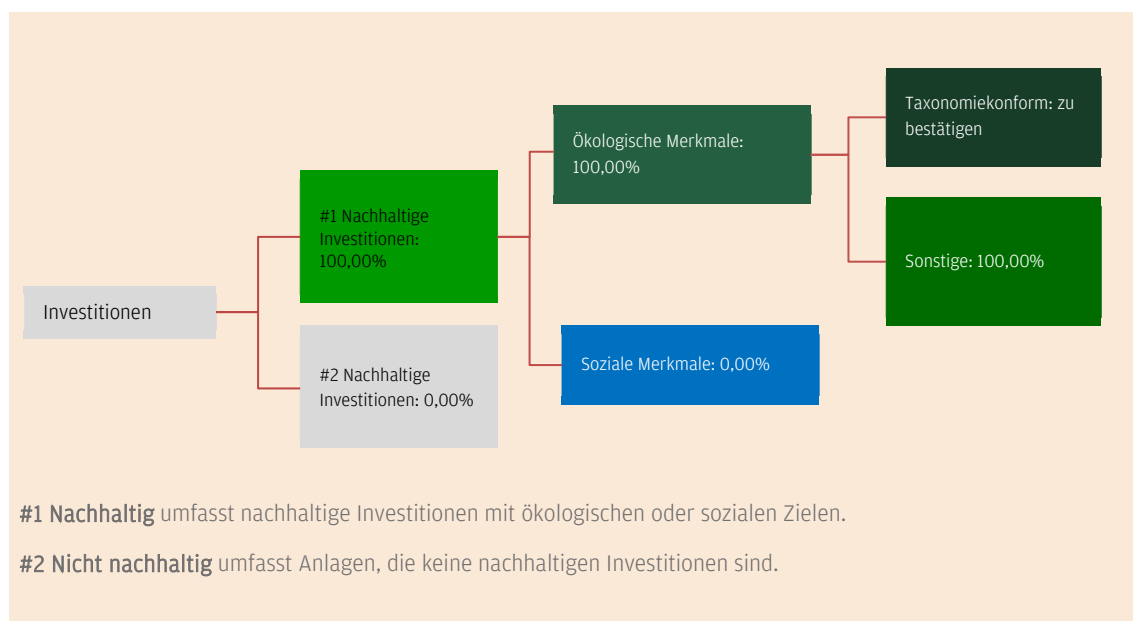 Investitionen
#1 Nachhaltige
Investitionen:
100,00%
#2 Nachhaltige
Investitionen: 0,00%
Ökologische Merkmale:
100,00%
Soziale Merkmale: 0,00%
Taxonomiekonform: zu
bestätigen
Sonstige: 100,00%
#1 Nachhaltig umfasst nachhaltige Investitionen mit ökologischen oder sozialen Zielen.
#2 Nicht nachhaltig umfasst Anlagen, die keine nachhaltigen Investitionen sind.